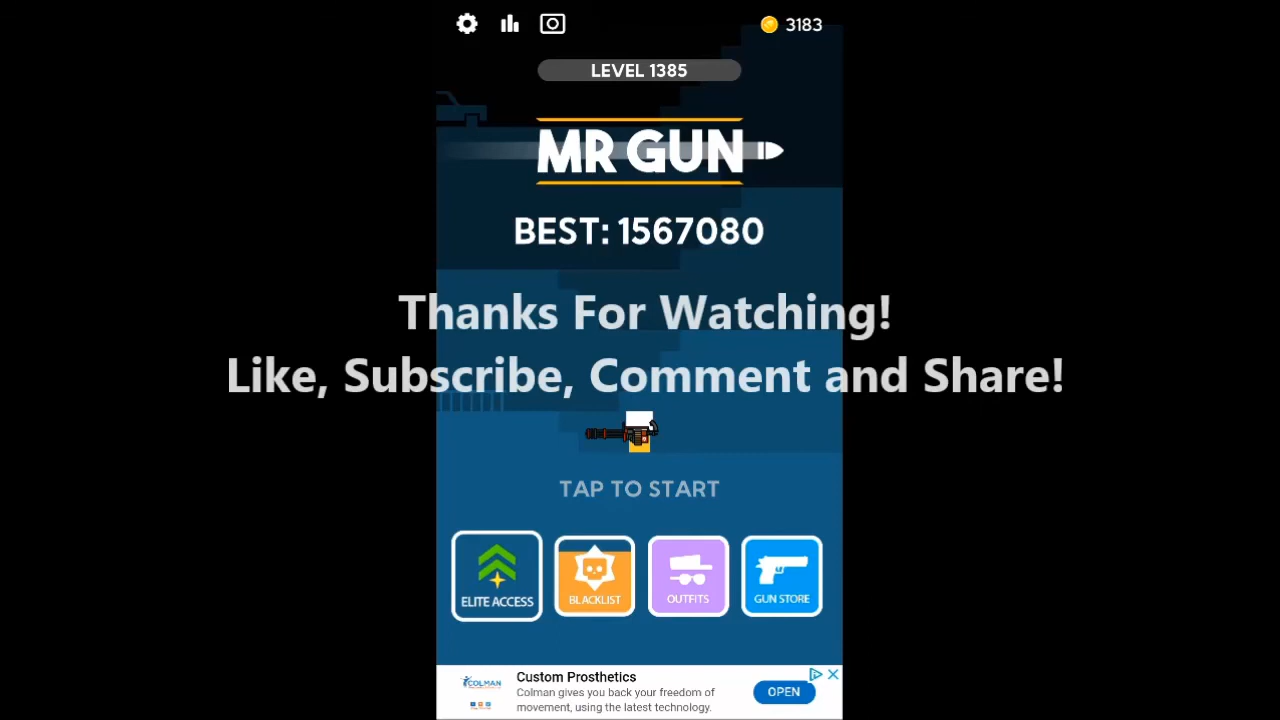 3183
LEVEL 1385
MR GUN
BEST: 1567080
Thanks For Watching!
Like, Subscribe, Comment and Share!
TAP TO START
ELITE ACCESS
BLACKLIST
OUTFITS
GUN STORE
COLMAN
Custom Prosthetics
Colman gives you back your freedom of
movement, using the latest technology.
OPEN